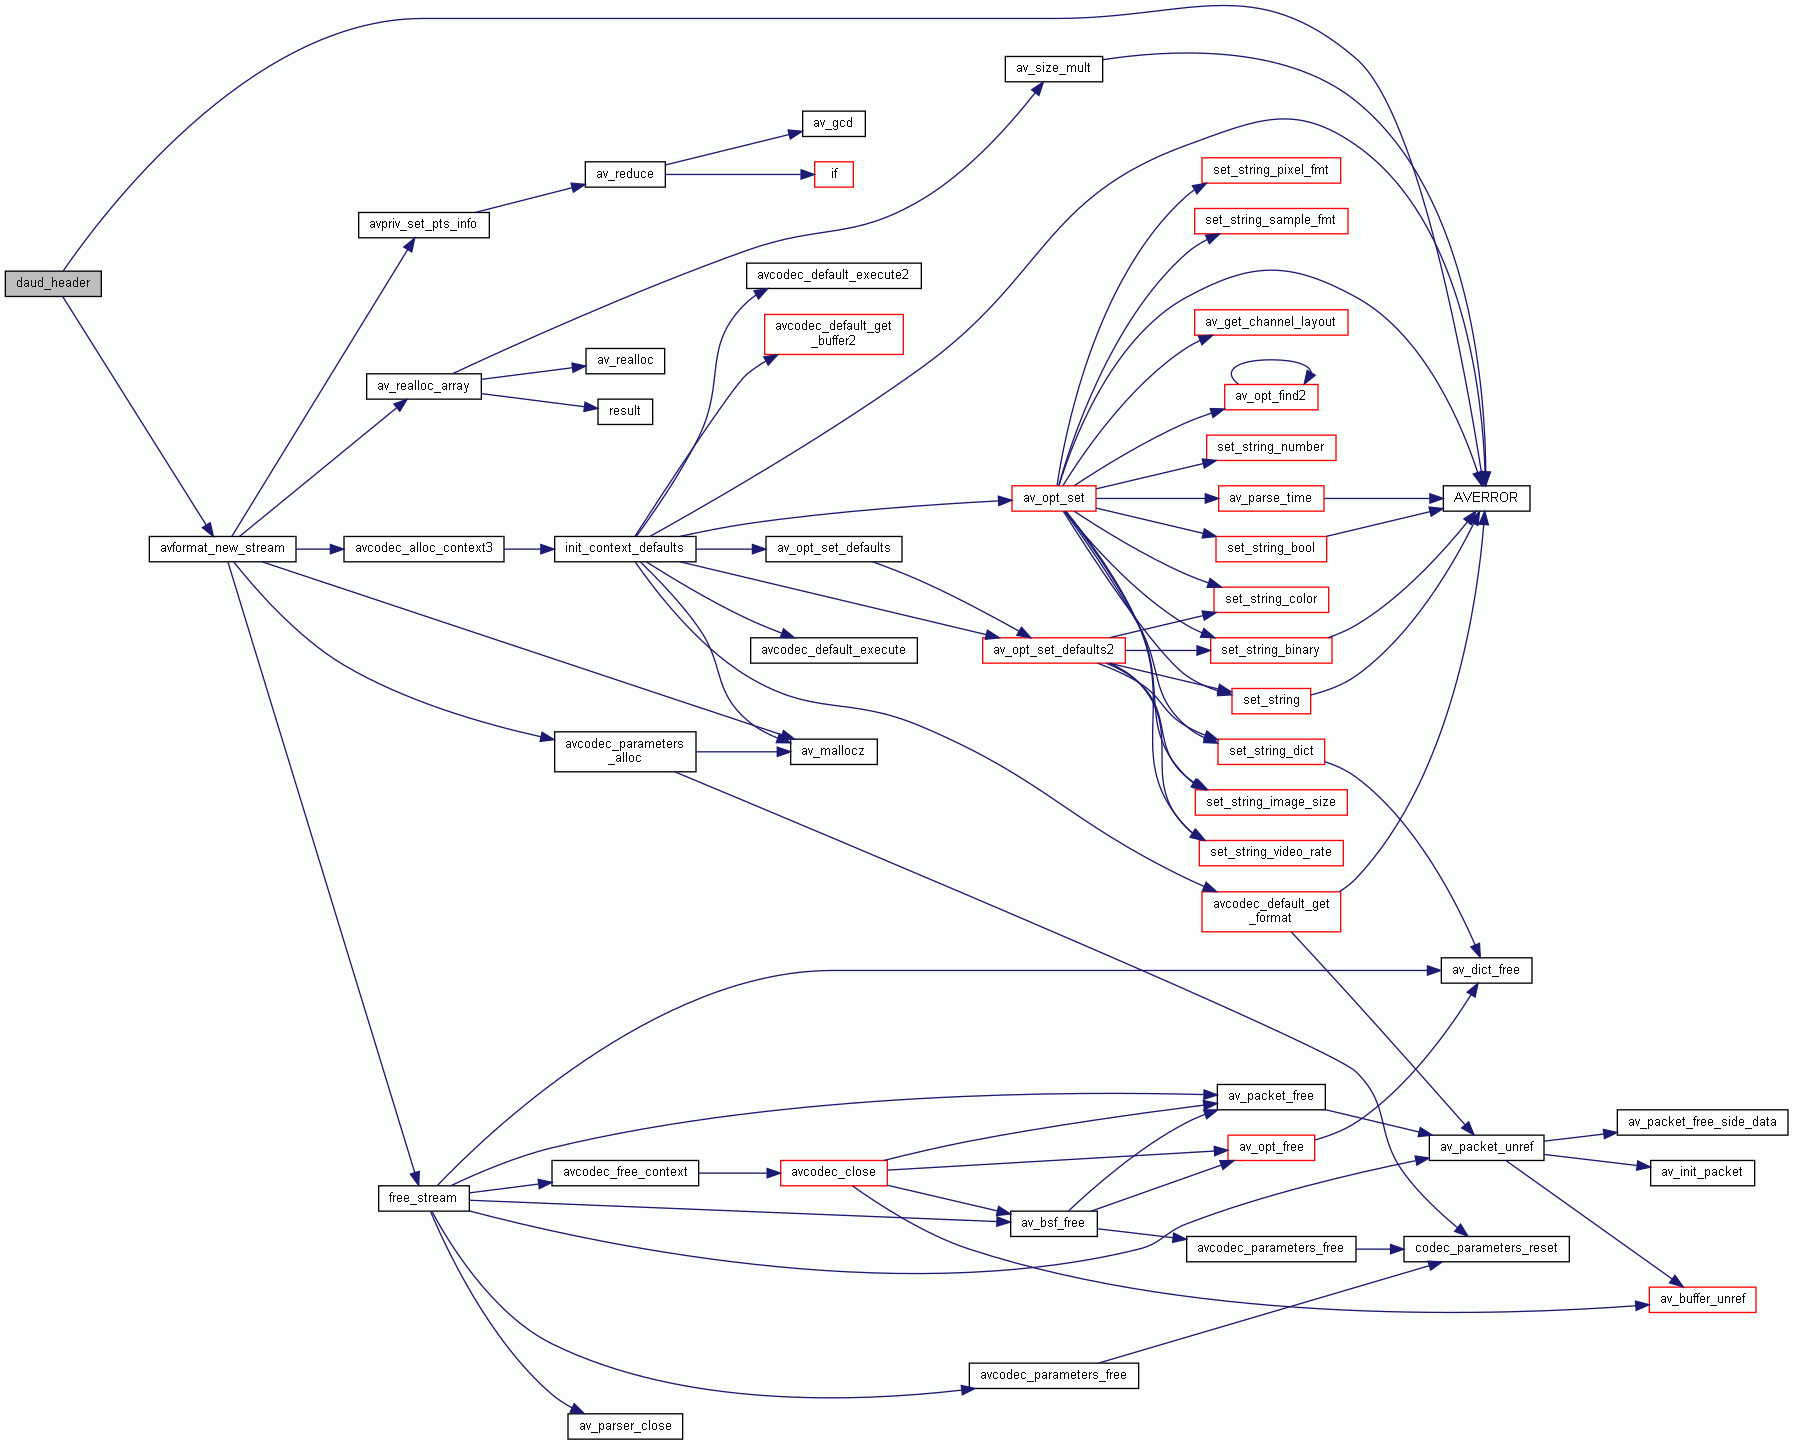 av_size_mult
av_gcd
av_reduce
if
set_string_pixel_fmt
avpriv_set_pts_info
set_string_sample_fmt
daud_header
avcodec_default_execute2
avcodec_default_get
_buffer2
av_get_channel_layout
av_realloc
av_realloc_array
result
av_opt_find2
set_string_number
av_opt_set
av_parse_time
AVERROR
avformat_new_stream
avcodec_alloc_context3
init_context_defaults
av_opt_set_defaults
set_string_bool
set_string_color
avcodec_default_execute
av_opt_set_defaults2
set_string_binary
set_string
avcodec_parameters
_alloc
av_mallocz
set_string_dict
set_string_image_size
set_string_video_rate
avcodec_default_get
_format
av_dict_free
av_packet_free
av_packet_free_side_data
av_opt_free
av_packet_unref
avcodec_free_context
avcodec_close
av_init_packet
free_stream
av_bsf_free
avcodec_parameters_free
codec_parameters_reset
av_buffer_unref
avcodec_parameters_free
av_parser_close